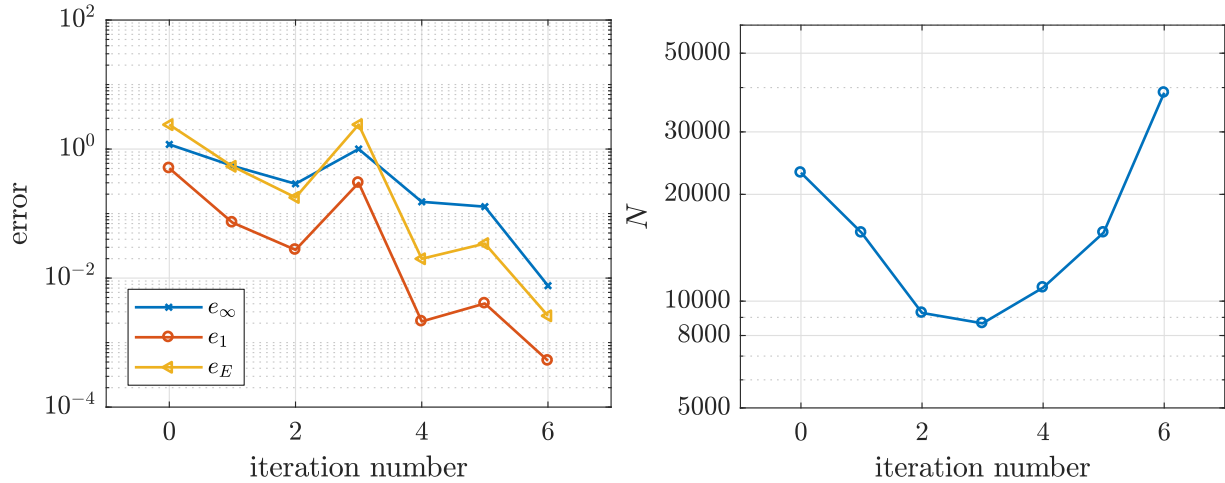 10^2
10^0
10^{-2}
10^{-4}
error
e_∞
e_1
e_E
0 2 4 6
iteration number
50000
30000
20000
10000
8000
5000
N
0 2 4 6
iteration number